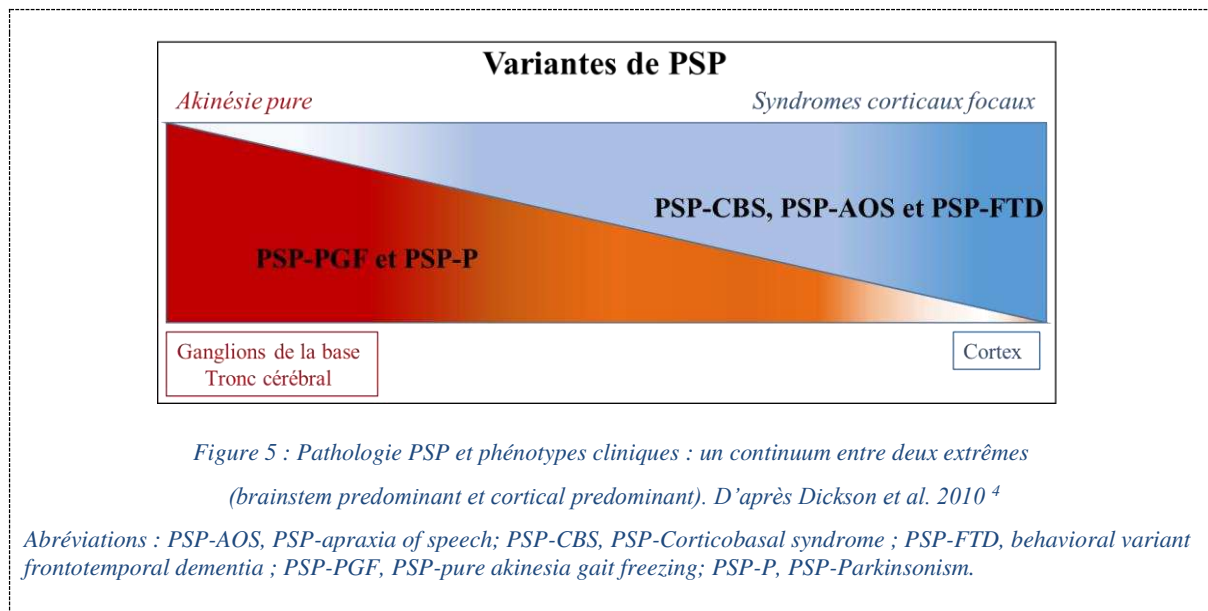 Variantes de PSP
Akinésie pure
Syndromes corticaux focaux
PSP-CBS, PSP-AOS et PSP-FTD
PSP-PGF et PSP-P
Ganglions de la base
Tronc cérébral
Cortex
Figure 5 : Pathologie PSP et phénotypes cliniques : un continuum entre deux extrêmes
(brainstem predominant et cortical predominant). D’après Dickson et al. 2010 4
Abréviations : PSP-AOS, PSP-apraxia of speech; PSP-CBS, PSP-Corticobasal syndrome ; PSP-FTD, behavioral variant
frontotemporal dementia ; PSP-PGF, PSP-pure akinesia gait freezing; PSP-P, PSP-Parkinsonism.